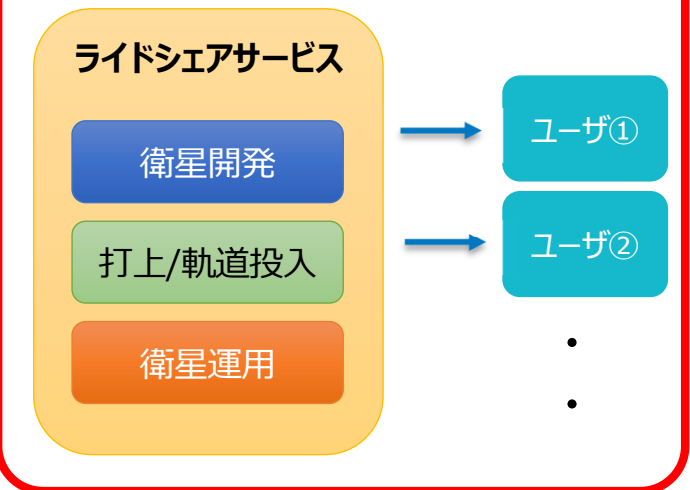 ライドシェアサービス
衛星開発
打上/軌道投入
衛星運用
ユーザ①
ユーザ②
・
・